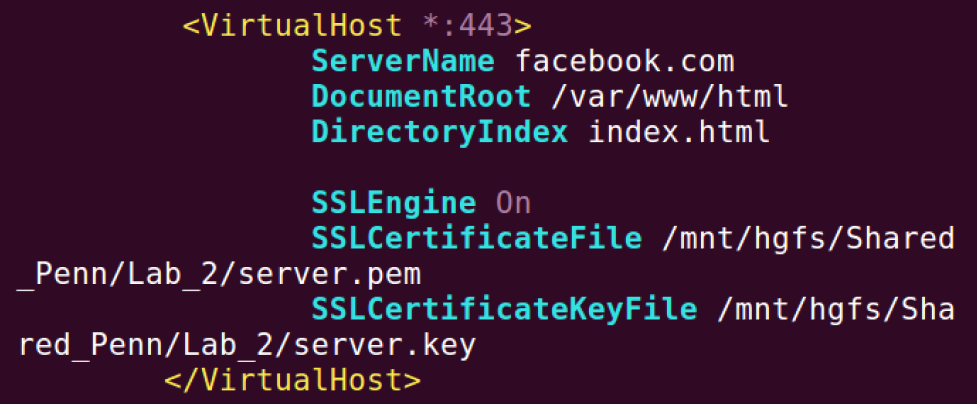 <VirtualHost *:443>
ServerName facebook.com
DocumentRoot /var/www/html
DirectoryIndex index.html
SSLEngine On
SSLCertificateFile /mnt/hgfs/Shared
_Penn/Lab_2/server.pem
SSLCertificateKeyFile /mnt/hgfs/Sha
red_Penn/Lab_2/server.key
</VirtualHost>